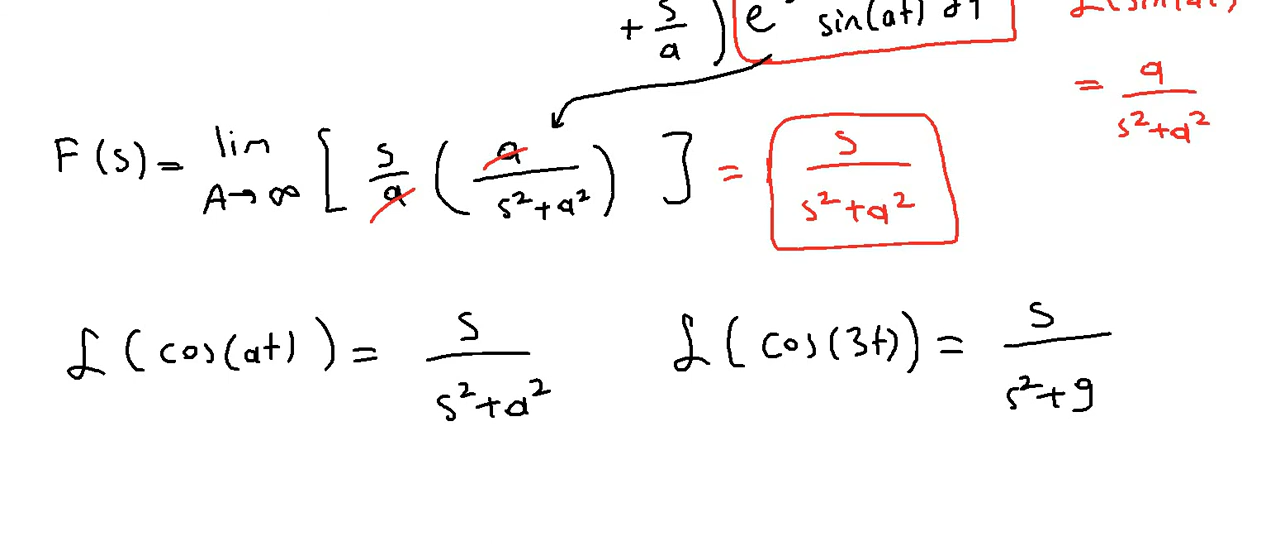 + s/a ∫ e sin(at) dt
= a/(s²+a²)
F(s) = lim A→∞ [ s/a ( a/(s²+a²) ) ] = s/(s²+a²)
ℒ(cos(at)) = s/(s²+a²)
ℒ(cos(3t)) = s/(s²+9)